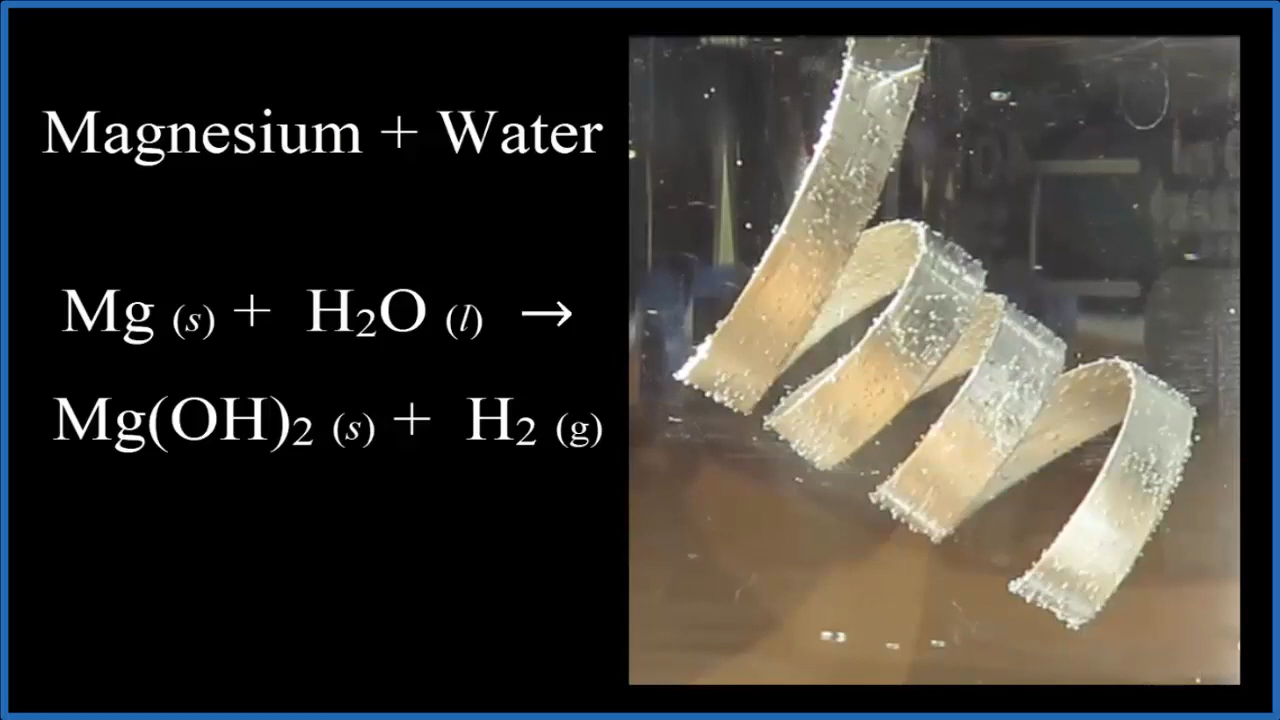 Magnesium + Water
Mg (s) + H₂O (l) →
Mg(OH)₂ (s) + H₂ (g)